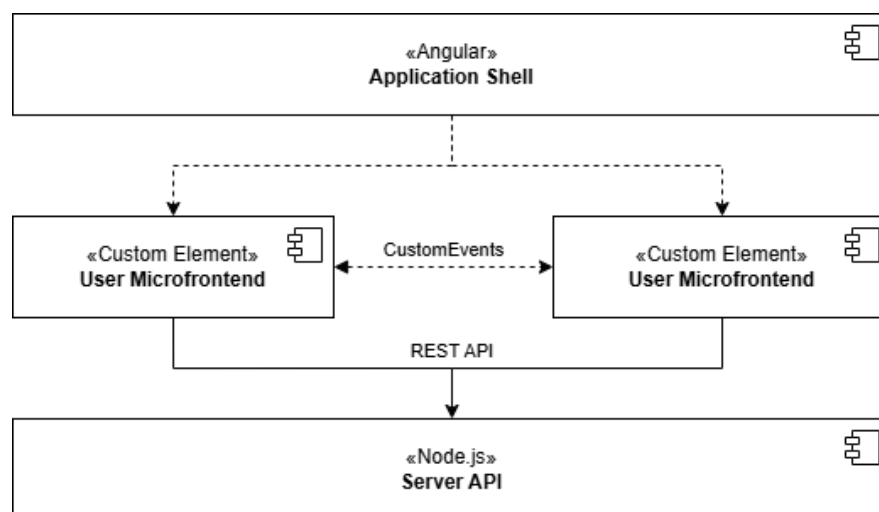 «Angular»
Application Shell
«Custom Element»
User Microfrontend
CustomEvents
«Custom Element»
User Microfrontend
REST API
«Node.js»
Server API